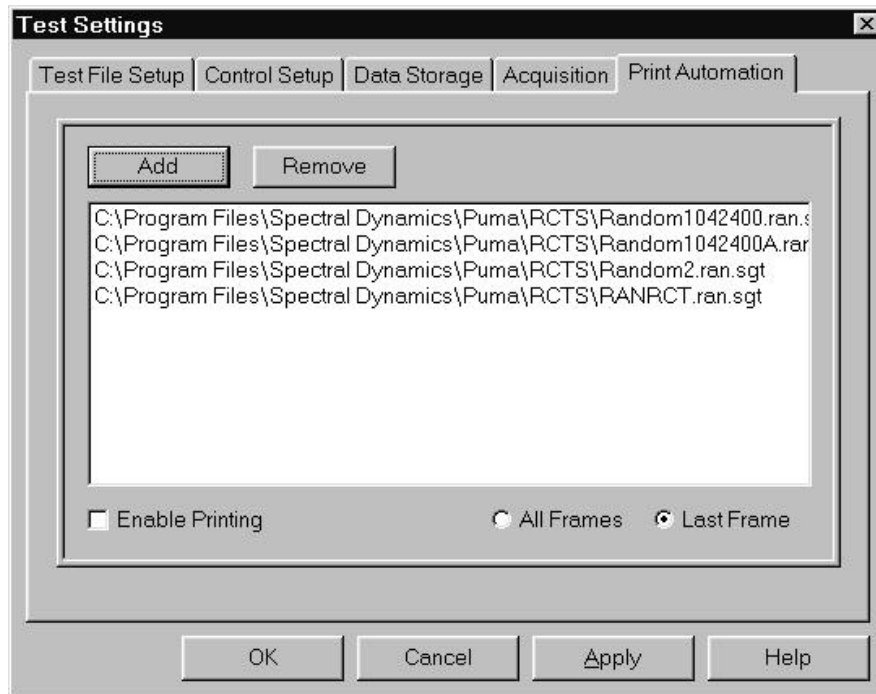 Test Settings
Test File Setup Control Setup Data Storage Acquisition Print Automation
Add Remove
C:\Program Files\Spectral Dynamics\Puma\RCTS\Random1042400.ran.s
C:\Program Files\Spectral Dynamics\Puma\RCTS\Random1042400A.ran
C:\Program Files\Spectral Dynamics\Puma\RCTS\Random2.ran.sgt
C:\Program Files\Spectral Dynamics\Puma\RCTS\RANRCT.ran.sgt
Enable Printing All Frames Last Frame
OK Cancel Apply Help